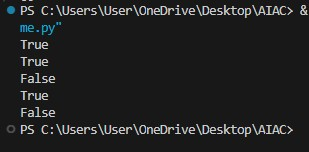 PS C:\Users\User\OneDrive\Desktop\AIAC> &
me.py"
True
True
False
True
False
PS C:\Users\User\OneDrive\Desktop\AIAC>